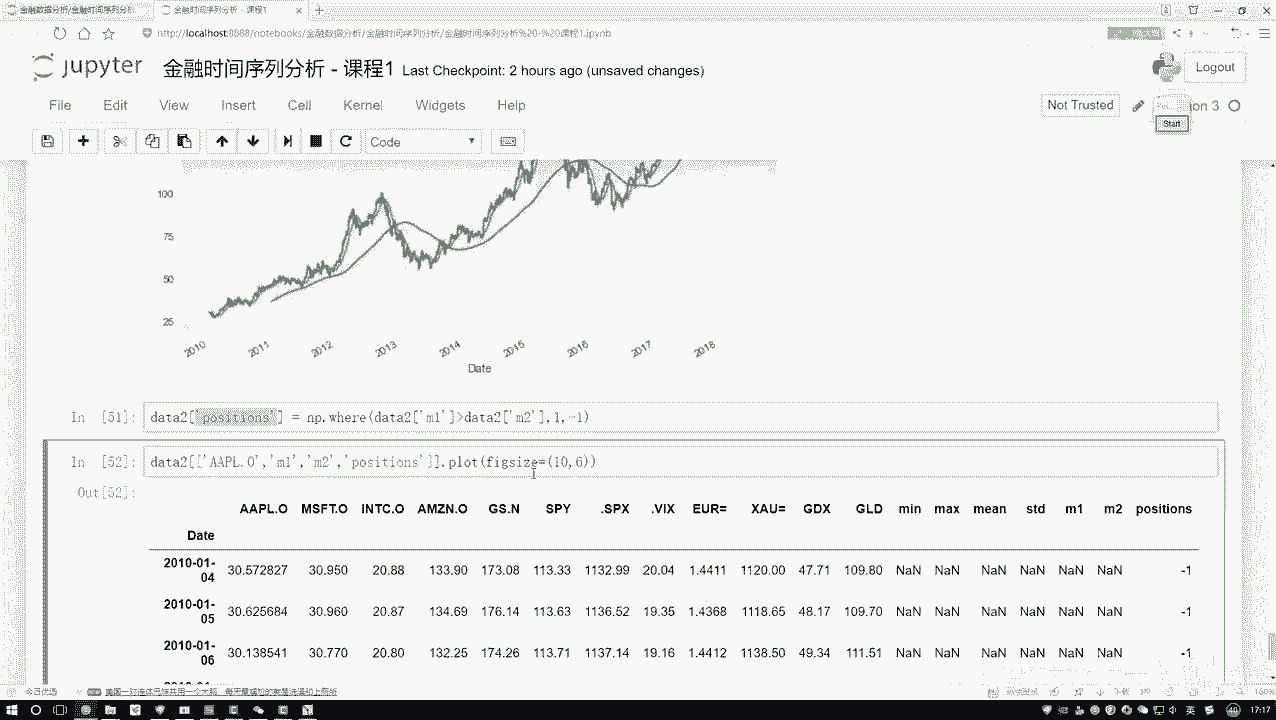 金融数据分析/金融时间序列分
金融时间序列分析 - 课程1
http://localhost:8888/notebooks/金融数据分析/金融时间序列分析/金融时间序列分析%20-%20课程1.ipynb
jupyter 金融时间序列分析 - 课程1 Last Checkpoint: 2 hours ago (unsaved changes)
Logout
File Edit View Insert Cell Kernel Widgets Help
Not Trusted
on 3
Start
Code
100
75
50
25
2010 2011 2012 2013 2014 2015 2016 2017 2018
Date
In [51]: data2['positions'] = np.where(data2['m1']>data2['m2'],1,-1)
In [52]: data2[['AAPL.O','m1','m2','positions']].plot(figsize=(10,6))
Out[52]:
AAPL.O MSFT.O INTC.O AMZN.O GS.N SPY .SPX .VIX EUR= XAU= GDX GLD min max mean std m1 m2 positions
Date
2010-01-04 30.572827 30.950 20.88 133.90 173.08 113.33 1132.99 20.04 1.4411 1120.00 47.71 109.80 NaN NaN NaN NaN NaN NaN -1
2010-01-05 30.625684 30.960 20.87 134.69 176.14 113.63 1136.52 19.35 1.4368 1118.65 48.17 109.70 NaN NaN NaN NaN NaN NaN -1
2010-01-06 30.138541 30.770 20.80 132.25 174.26 113.71 1137.14 19.16 1.4412 1138.50 49.34 111.51 NaN NaN NaN NaN NaN NaN -1
今日优选
160%
英
17:17